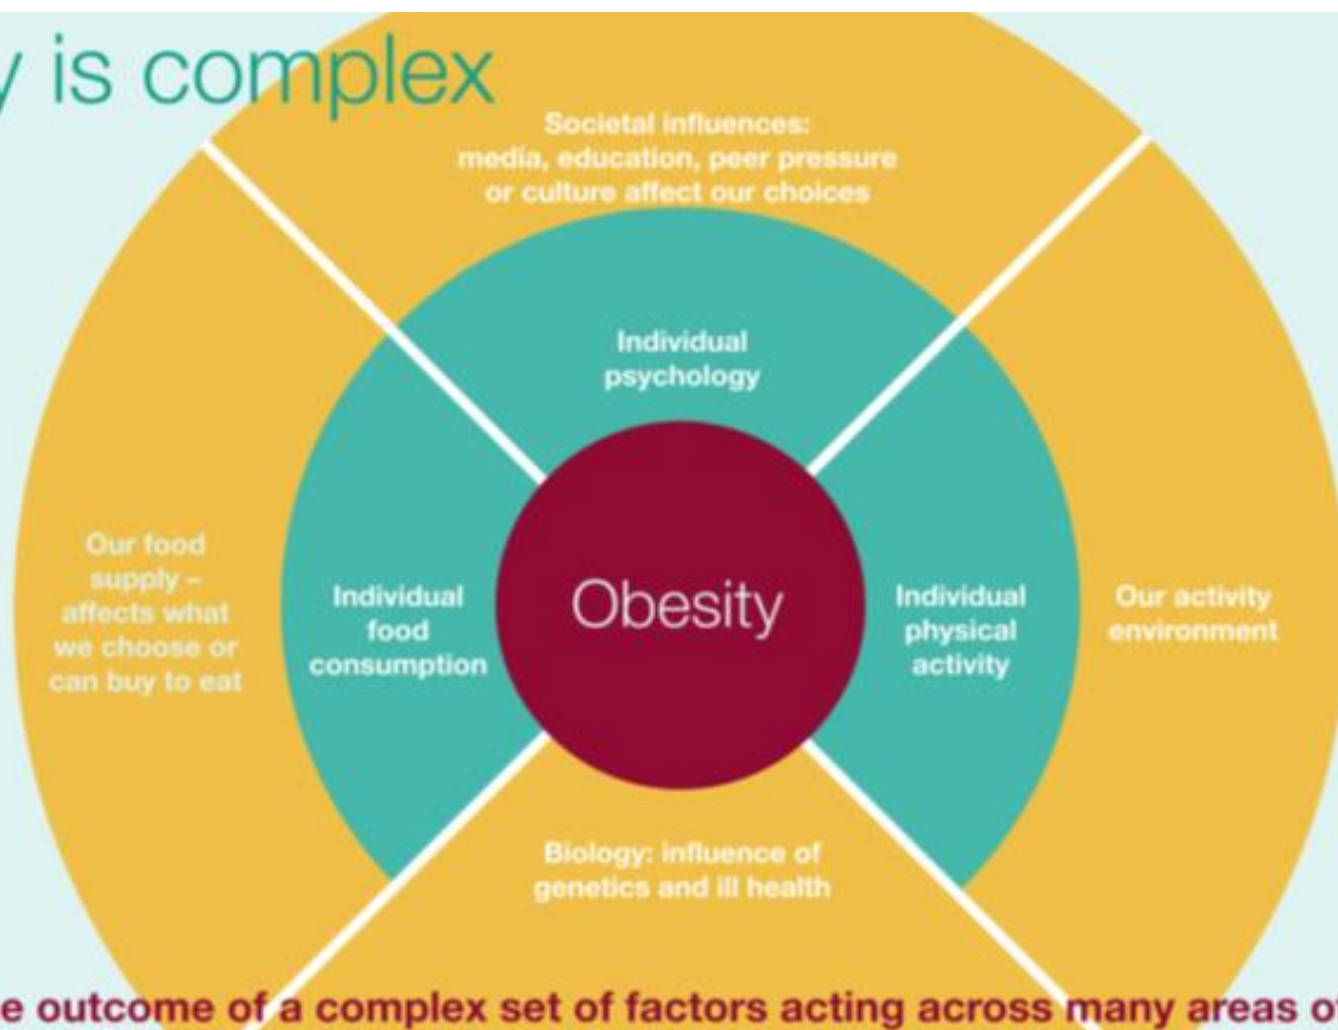 y is complex
Societal influences:
media, education, peer pressure
or culture affect our choices
Individual
psychology
Our food
supply –
affects what
we choose or
can buy to eat
Individual
food
consumption
Obesity
Individual
physical
activity
Our activity
environment
Biology: influence of
genetics and ill health
e outcome of a complex set of factors acting across many areas o